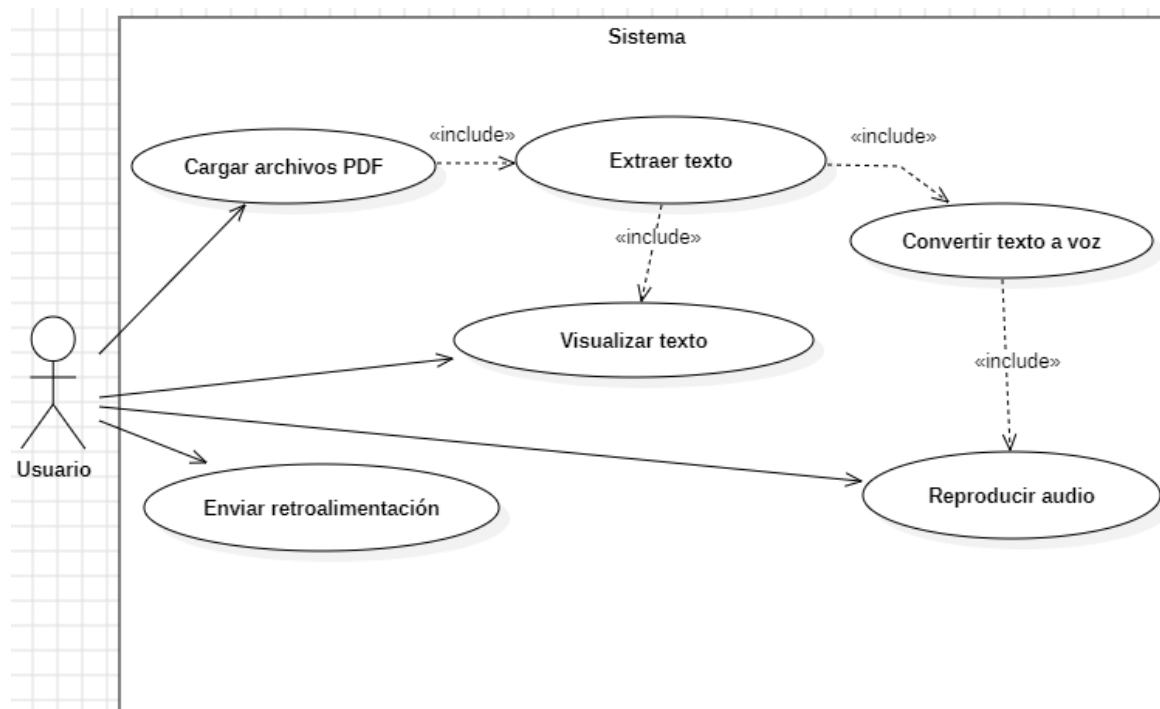 Sistema
«include»
«include»
Cargar archivos PDF
Extraer texto
«include»
Convertir texto a voz
Visualizar texto
«include»
Usuario
Enviar retroalimentación
Reproducir audio